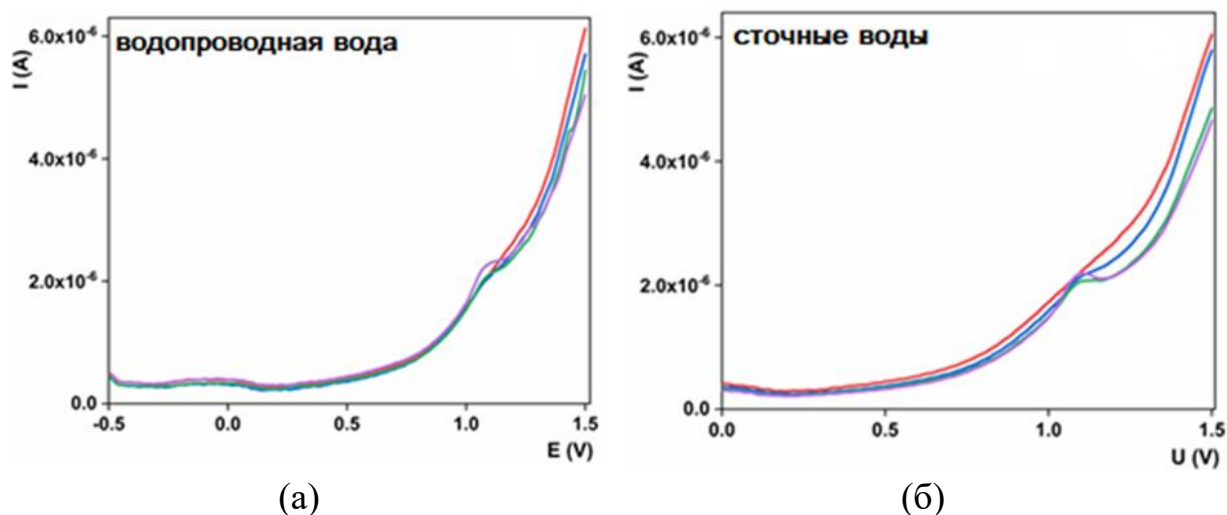 водопроводная вода
I (A)
6.0x10⁻⁶
4.0x10⁻⁶
2.0x10⁻⁶
0.0
-0.5 0.0 0.5 1.0 1.5
E (V)
(а)
сточные воды
I (A)
6.0x10⁻⁶
4.0x10⁻⁶
2.0x10⁻⁶
0.0
0.0 0.5 1.0 1.5
U (V)
(б)